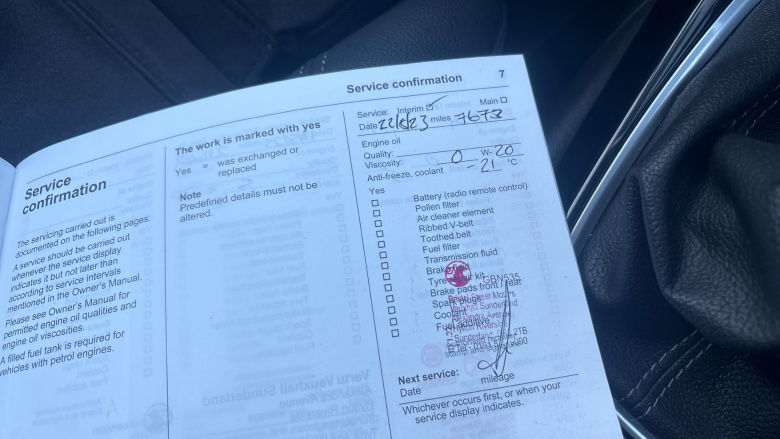 Service confirmation 7
Service confirmation
The servicing carried out is
documented on the following pages.
A service should be carried out
whenever the service display
indicates it but not later than
according to service intervals
mentioned in the Owner's Manual.
Please see Owner's Manual for
permitted engine oil qualities and
engine oil viscosities.
A filled fuel tank is required for
vehicles with petrol engines.
The work is marked with yes
Yes = was exchanged or
replaced
Note
Predefined details must not be
altered.
Service: Interim Main
Date miles 7673
Engine oil
Quality:
Viscosity: 0 W-20
Anti-freeze, coolant -21 °C
Yes
Battery (radio remote control)
Pollen filter
Air cleaner element
Ribbed V-belt
Toothed belt
Fuel filter
Transmission fluid
Brake fluid
Tyre repair kit
GBN535
Brake pads front / rear
Spark plugs
Coolant
Fuel additive
Sunderland
2TB
Next service:
Date mileage
Whichever occurs first, or when your
service display indicates.